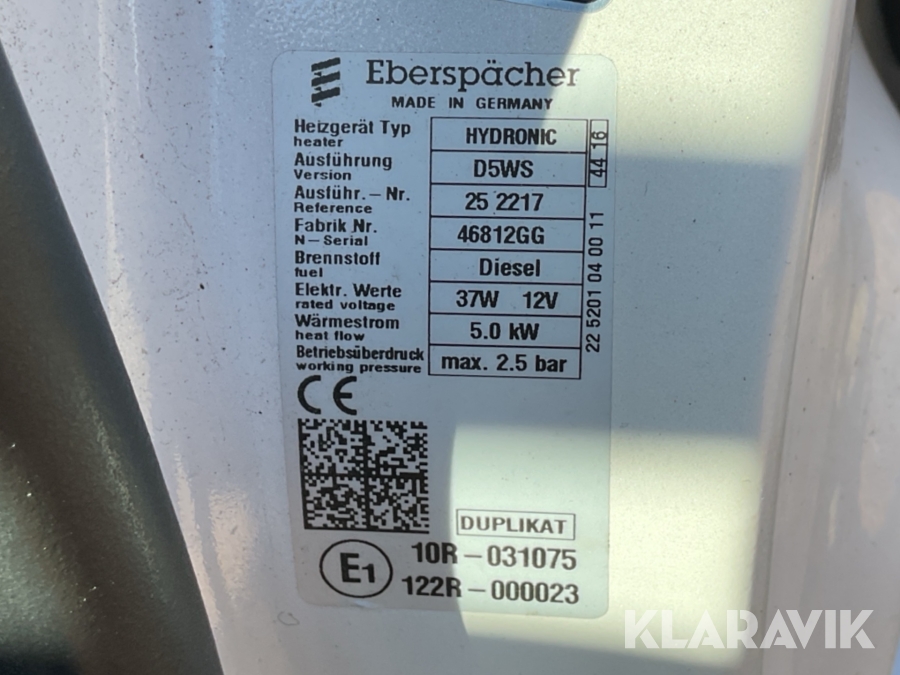 Eberspächer
MADE IN GERMANY
Heizgerät Typ HYDRONIC
heater
Ausführung D5WS
Version
Ausführ.-Nr. 25 2217
Reference
Fabrik Nr. 46812GG
N-Serial
Brennstoff Diesel
fuel
Elektr. Werte 37W 12V
rated voltage
Wärmestrom 5.0 kW
heat flow
Betriebsüberdruck max. 2.5 bar
working pressure
22 5201 04 00 11 44 16
CE
DUPLIKAT
E1 10R-031075
122R-000023
KLARAVIK